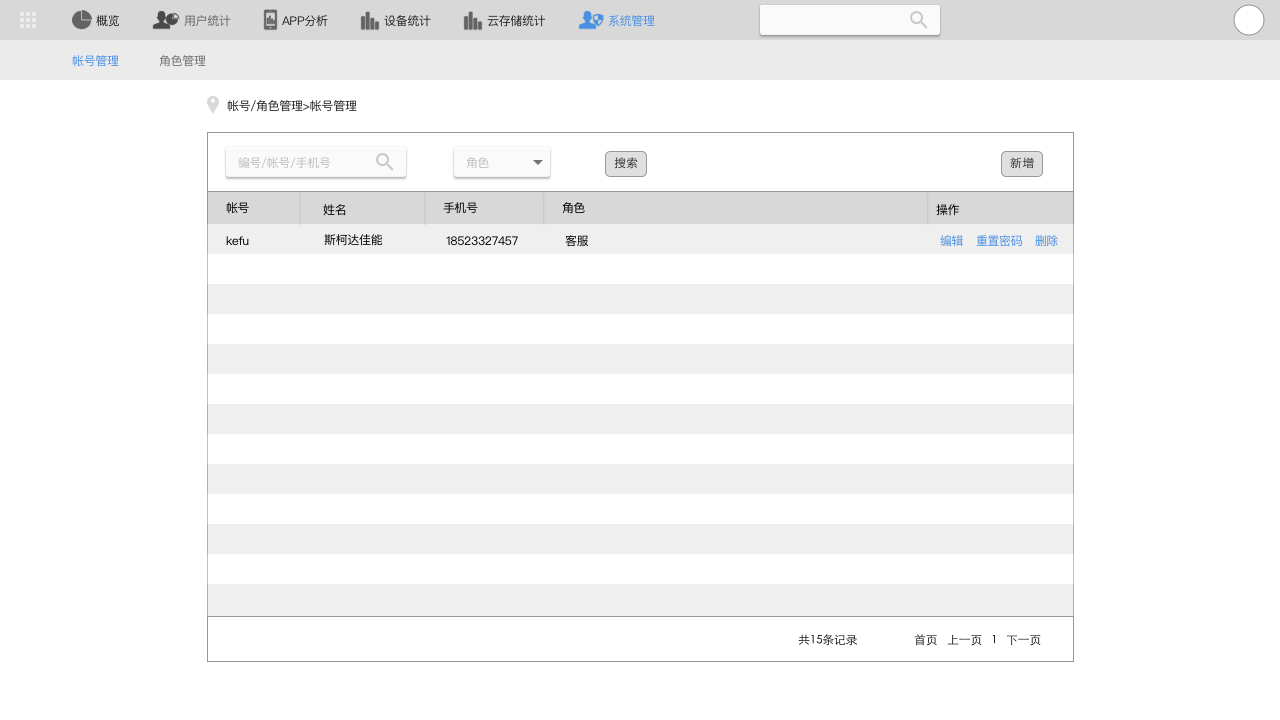 概览 用户统计 APP分析 设备统计 云存储统计 系统管理
帐号管理 角色管理
帐号/角色管理>帐号管理
编号/帐号/手机号 角色 搜索 新增
帐号 姓名 手机号 角色 操作
kefu 斯柯达佳能 18523327457 客服 编辑 重置密码 删除
共15条记录 首页 上一页 1 下一页